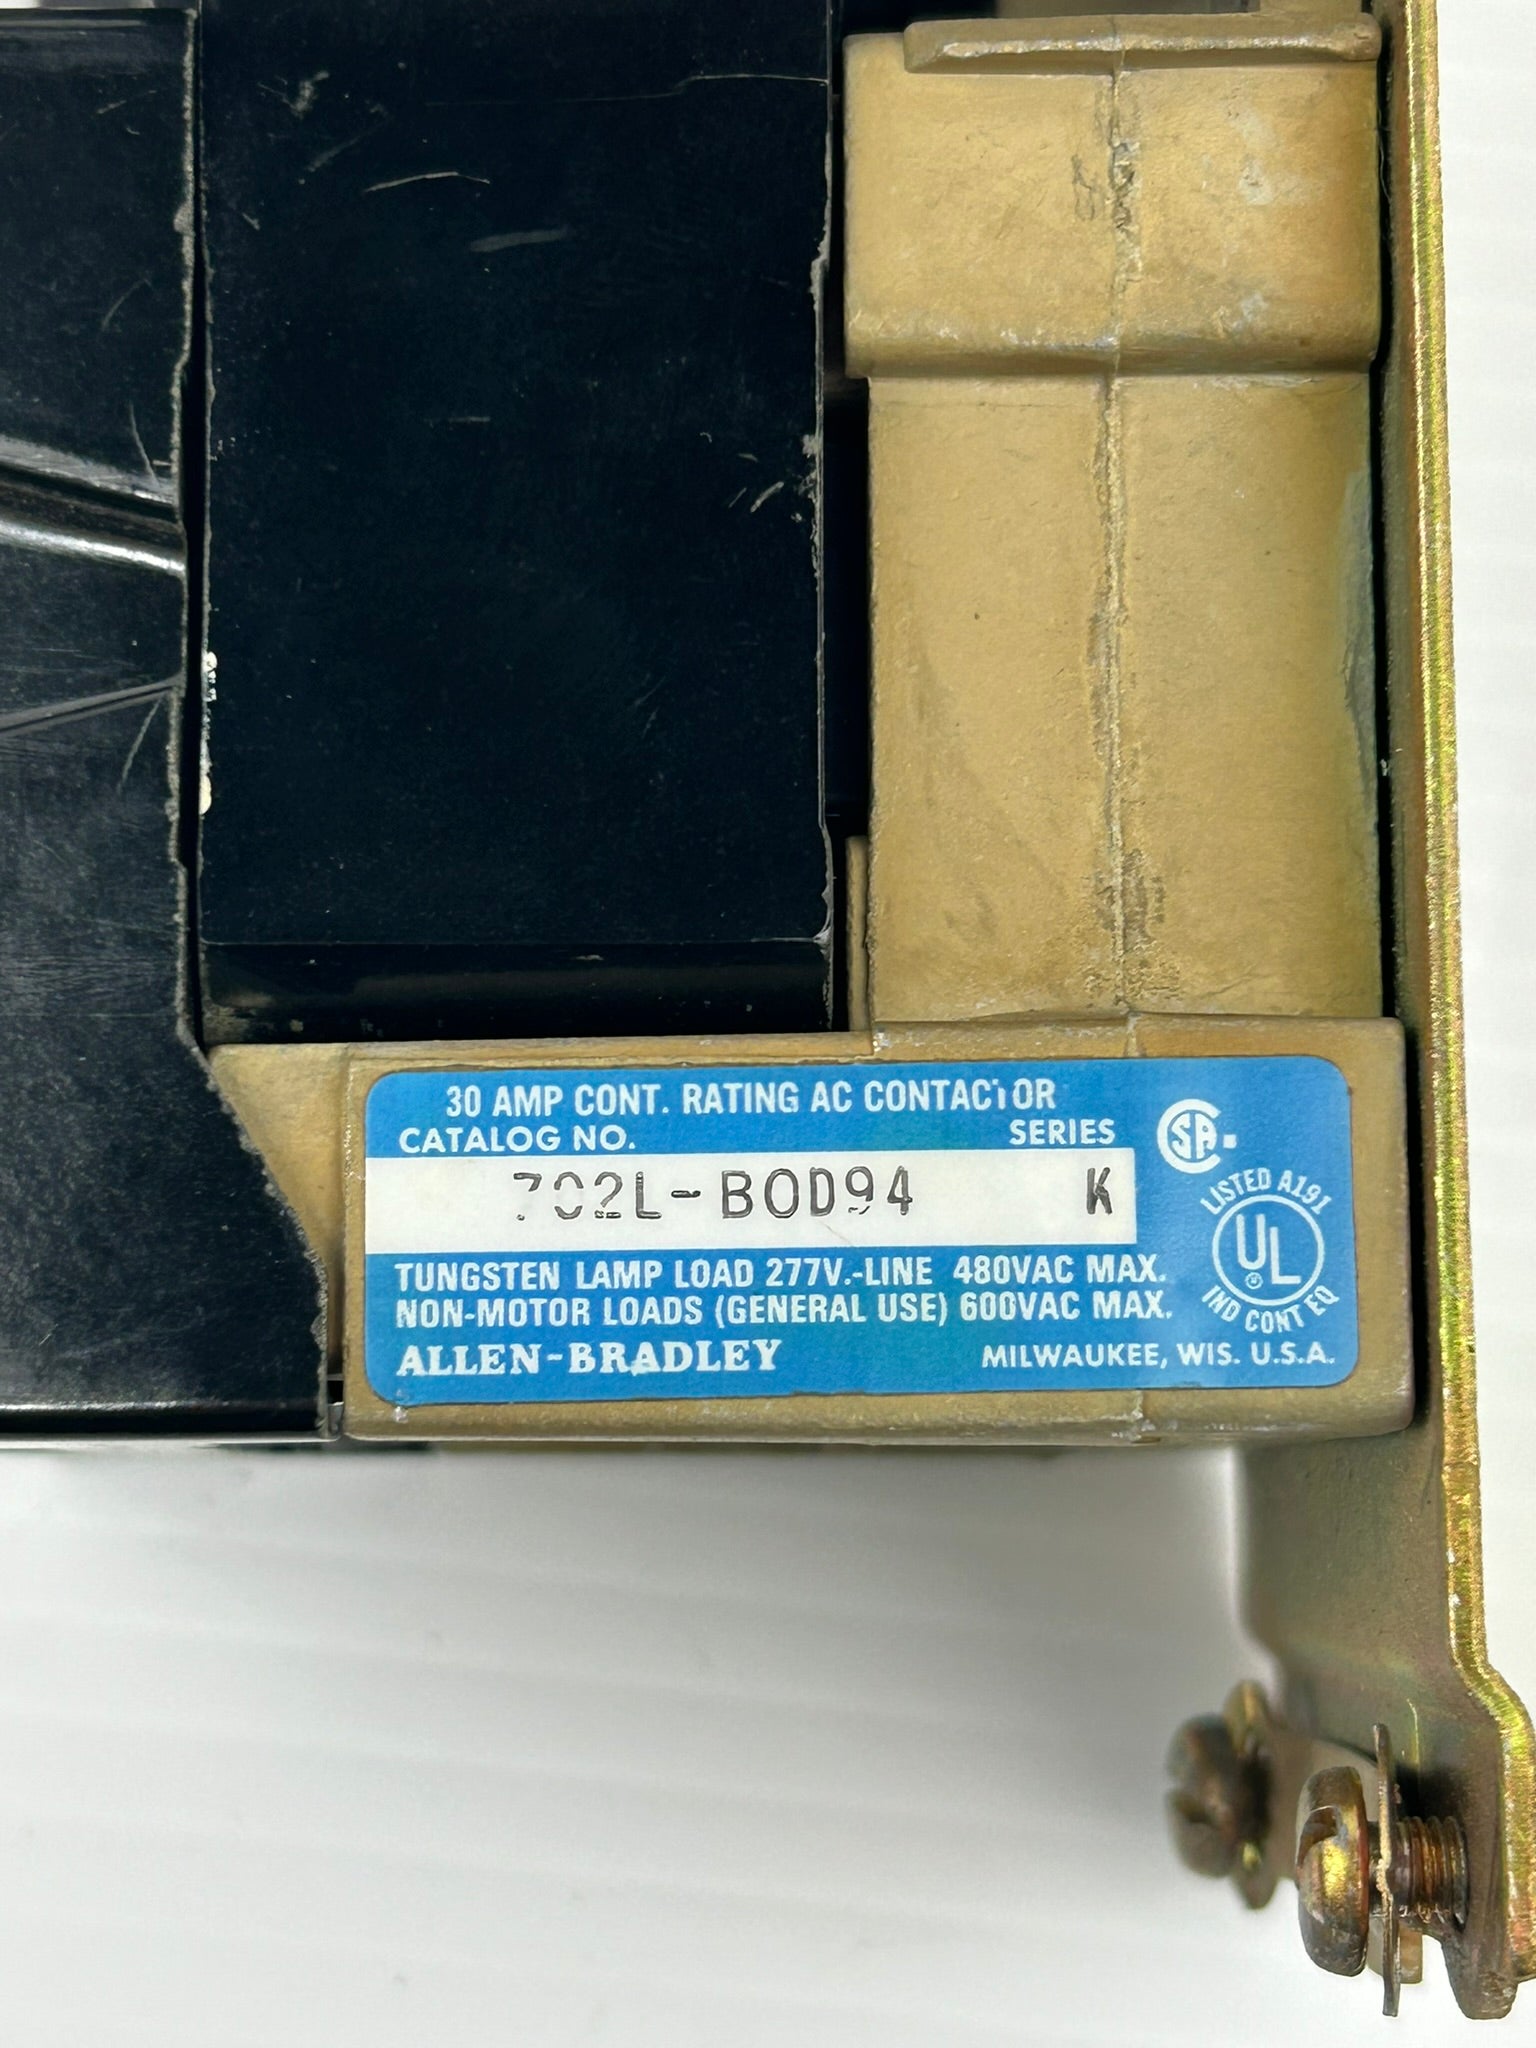 30 AMP CONT. RATING AC CONTACTOR
CATALOG NO. SERIES
702L-BOD94 K
TUNGSTEN LAMP LOAD 277V.-LINE 480VAC MAX.
NON-MOTOR LOADS (GENERAL USE) 600VAC MAX.
ALLEN-BRADLEY MILWAUKEE, WIS. U.S.A.
SA
LISTED A191
UL
IND CONT EQ